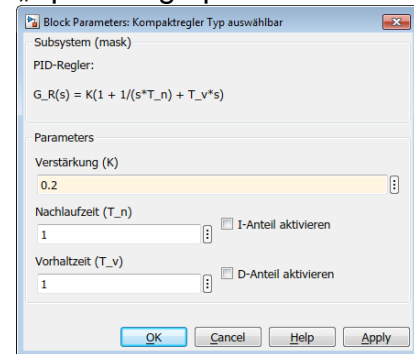 Block Parameters: Kompaktregler Typ auswählbar
Subsystem (mask)
PID-Regler:
G_R(s) = K(1 + 1/(s*T_n) + T_v*s)
Parameters
Verstärkung (K)
0.2
Nachlaufzeit (T_n)
1
I-Anteil aktivieren
Vorhaltzeit (T_v)
1
D-Anteil aktivieren
OK Cancel Help Apply